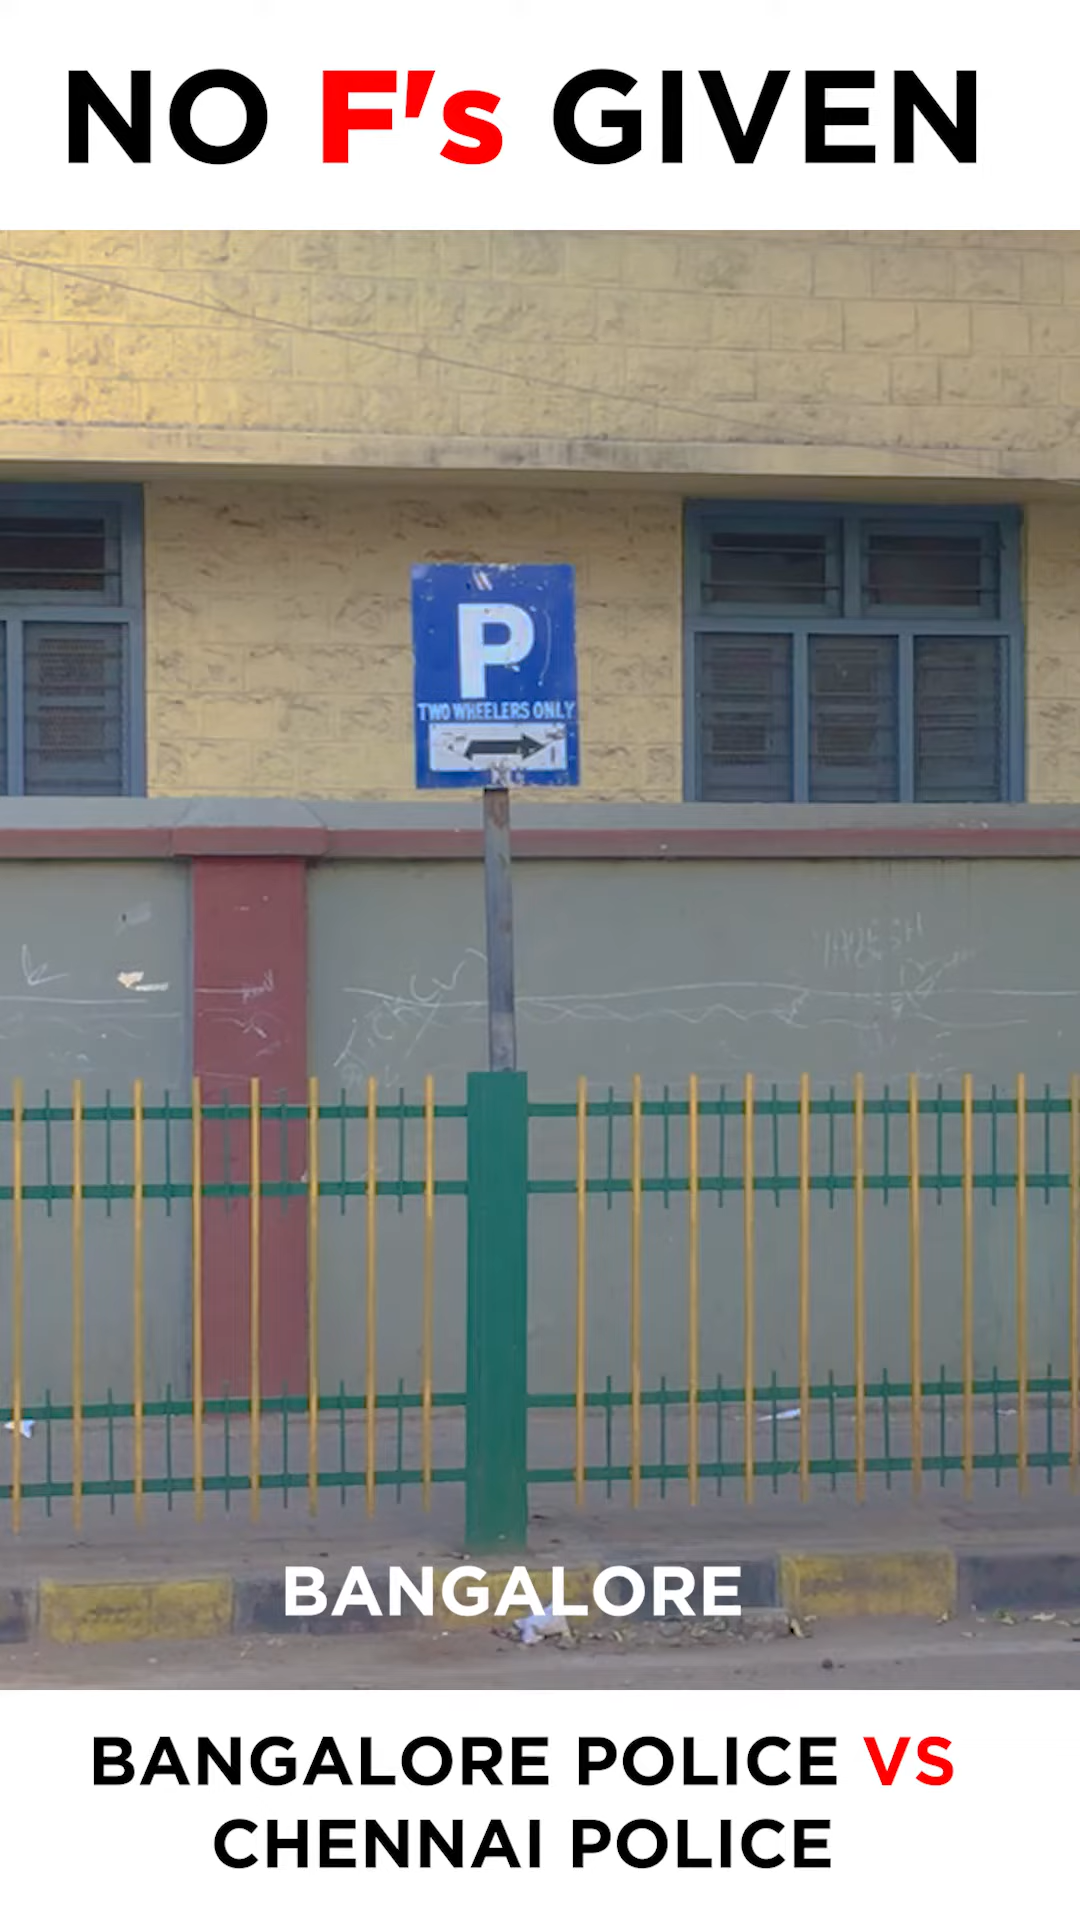 NO F's GIVEN
P
TWO WHEELERS ONLY
BANGALORE
BANGALORE POLICE VS
CHENNAI POLICE